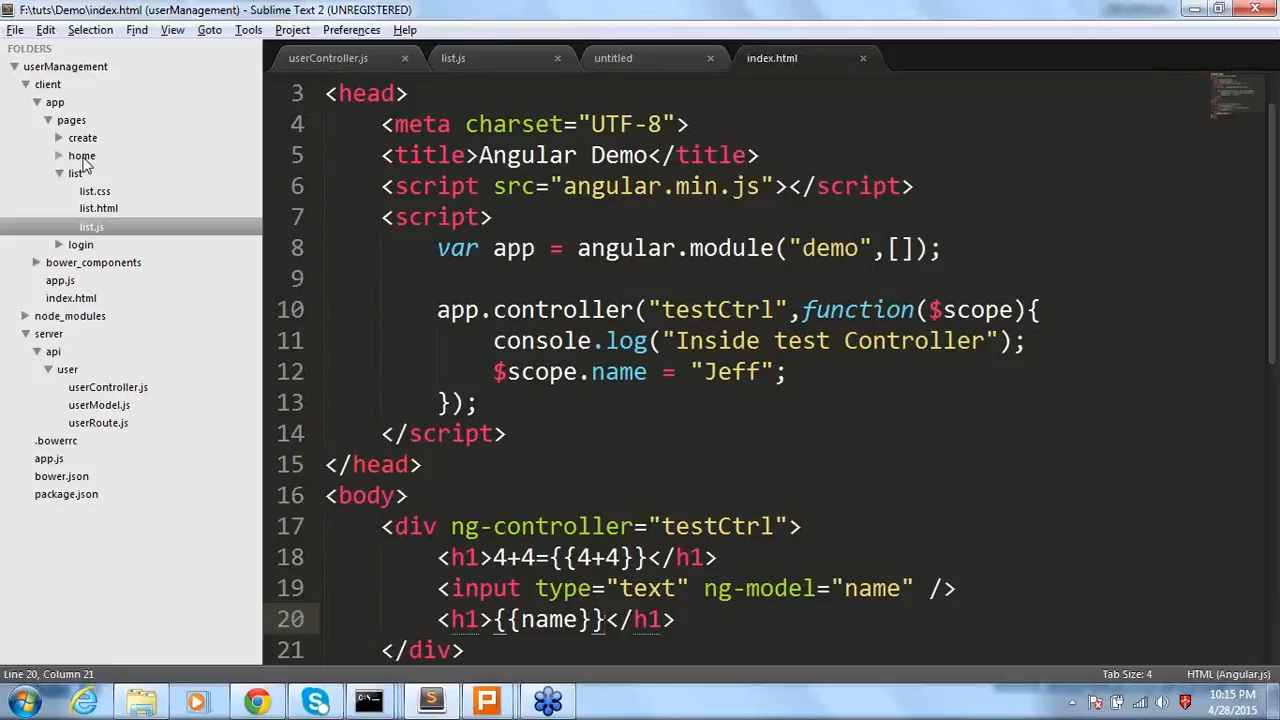 F:\tuts\Demo\index.html (userManagement) - Sublime Text 2 (UNREGISTERED)
File Edit Selection Find View Goto Tools Project Preferences Help
FOLDERS
userManagement
client
app
pages
create
home
list
list.css
list.html
list.js
login
bower_components
app.js
index.html
node_modules
server
api
user
userController.js
userModel.js
userRoute.js
.bowerrc
app.js
bower.json
package.json
userController.js × list.js × untitled × index.html ×
3 <head>
4 <meta charset="UTF-8">
5 <title>Angular Demo</title>
6 <script src="angular.min.js"></script>
7 <script>
8 var app = angular.module("demo",[]);
9
10 app.controller("testCtrl",function($scope){
11 console.log("Inside test Controller");
12 $scope.name = "Jeff";
13 });
14 </script>
15 </head>
16 <body>
17 <div ng-controller="testCtrl">
18 <h1>4+4={{4+4}}</h1>
19 <input type="text" ng-model="name" />
20 <h1>{{name}}</h1>
21 </div>
Line 20, Column 21 Tab Size: 4 HTML (Angular.js)
10:15 PM
4/28/2015